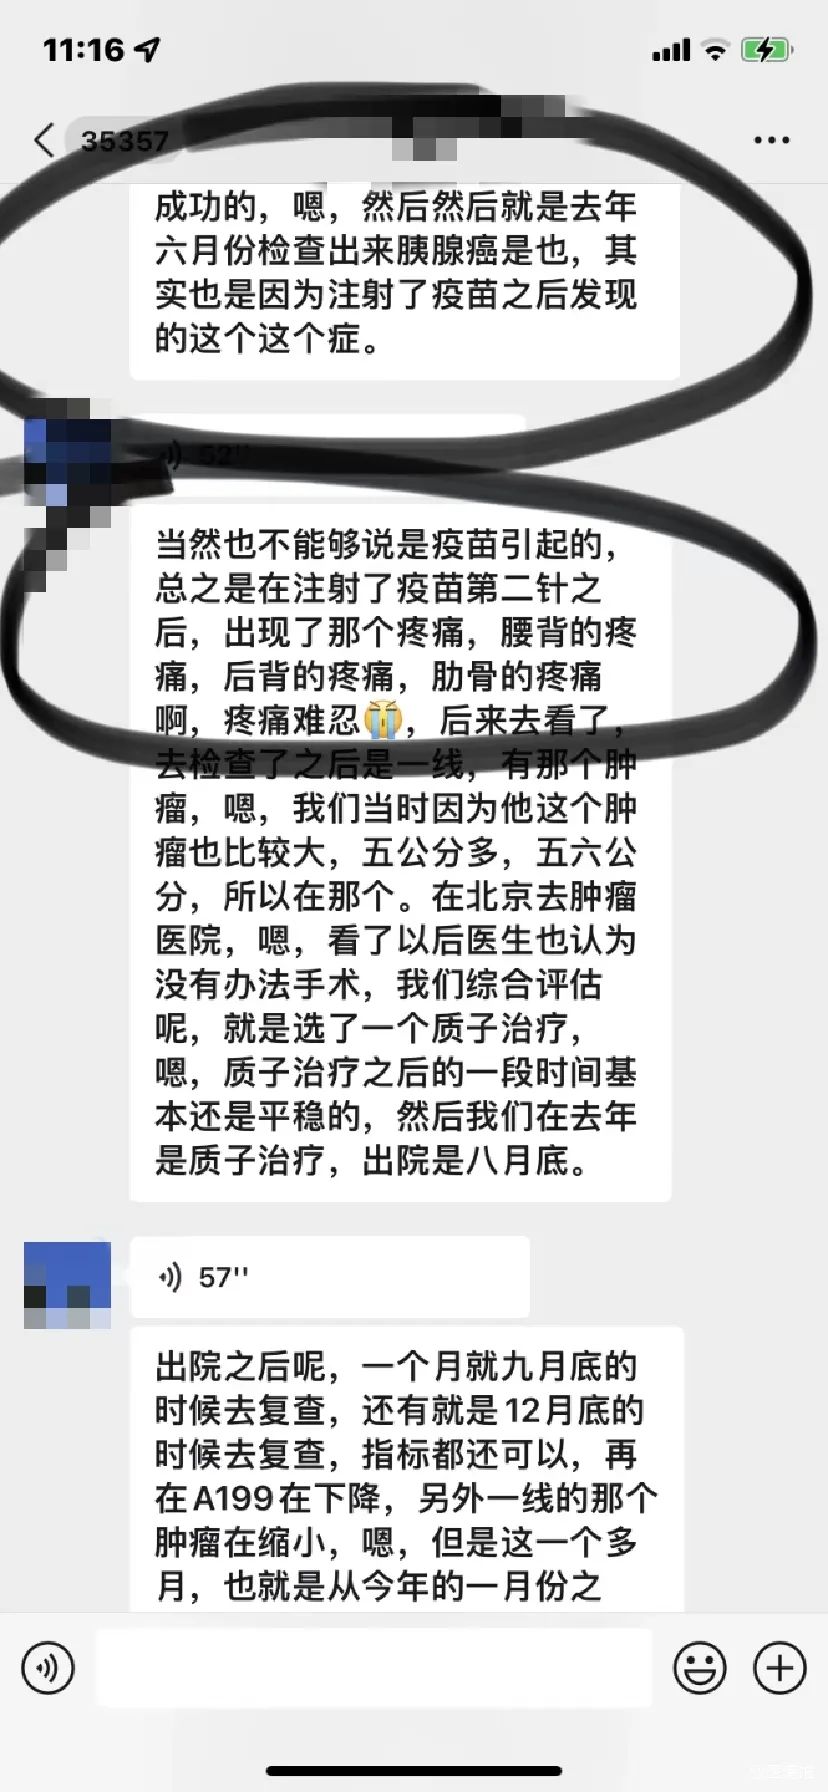 11:16
35357
成功的，嗯，然后然后就是去年
六月份检查出来胰腺癌是也，其
实也是因为注射了疫苗之后发现
的这个这个症。
52''
当然也不能够说是疫苗引起的，
总之是在注射了疫苗第二针之
后，出现了那个疼痛，腰背的疼
痛，后背的疼痛，肋骨的疼痛
啊，疼痛难忍😭，后来去看了，
去检查了之后是一线，有那个肿
瘤，嗯，我们当时因为他这个肿
瘤也比较大，五公分多，五六公
分，所以在那个。在北京去肿瘤
医院，嗯，看了以后医生也认为
没有办法手术，我们综合评估
呢，就是选了一个质子治疗，
嗯，质子治疗之后的一段时间基
本还是平稳的，然后我们在去年
是质子治疗，出院是八月底。
57''
出院之后呢，一个月就九月底的
时候去复查，还有就是12月底的
时候去复查，指标都还可以，再
在A199在下降，另外一线的那个
肿瘤在缩小，嗯，但是这一个多
月，也就是从今年的一月份之